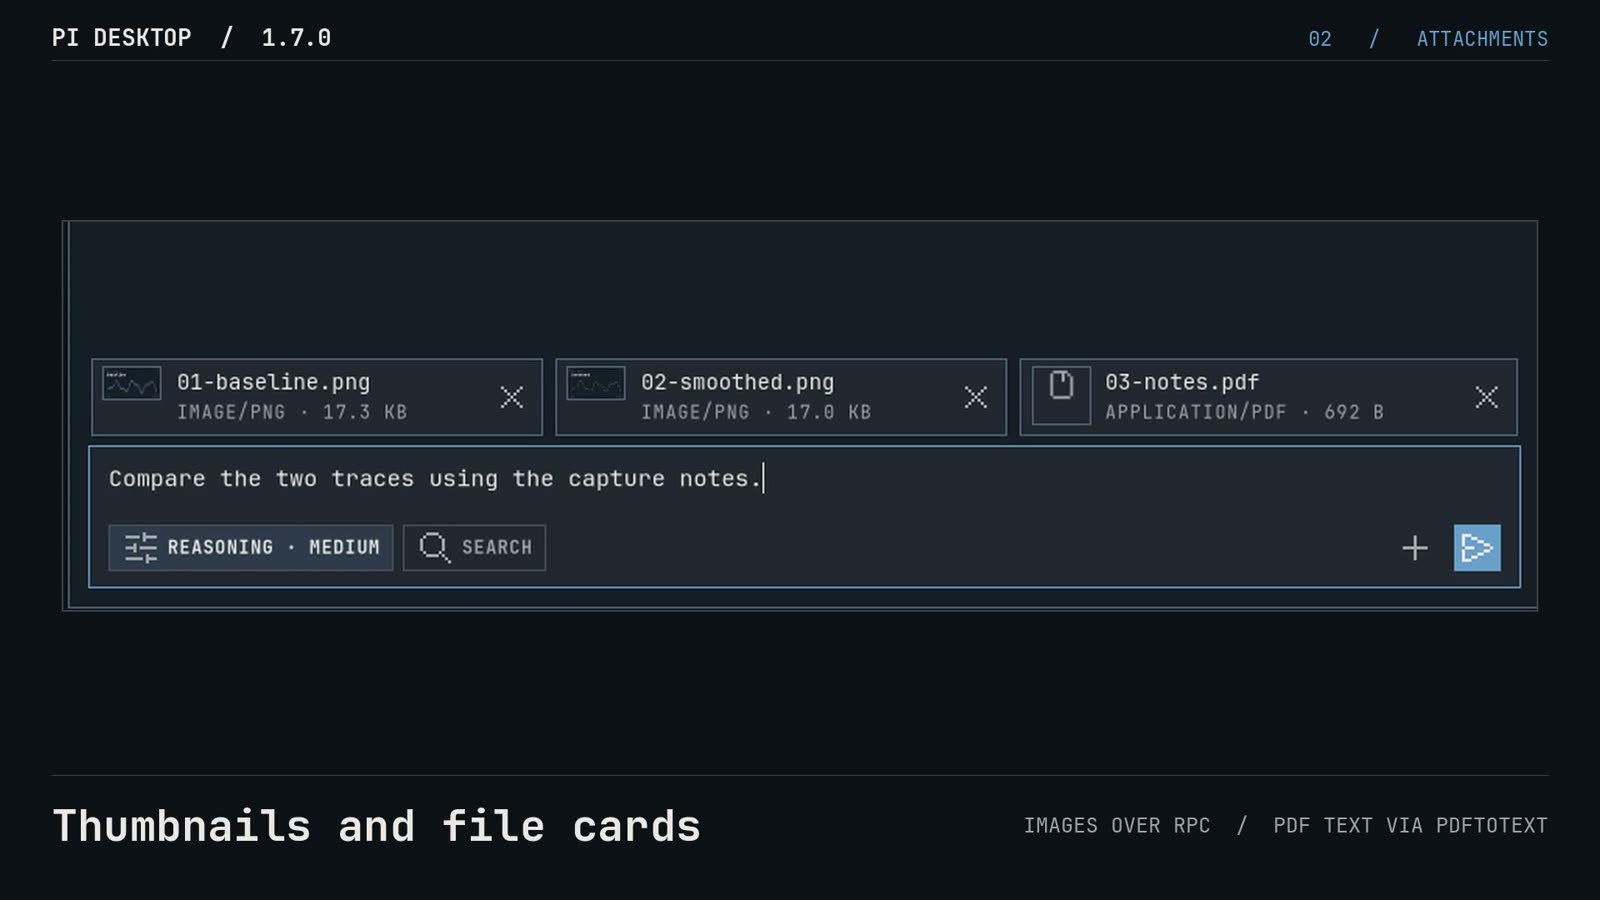 PI DESKTOP / 1.7.0
02 / ATTACHMENTS
01-baseline.png
IMAGE/PNG · 17.3 KB
02-smoothed.png
IMAGE/PNG · 17.0 KB
03-notes.pdf
APPLICATION/PDF · 692 B
Compare the two traces using the capture notes.
REASONING · MEDIUM
SEARCH
Thumbnails and file cards
IMAGES OVER RPC / PDF TEXT VIA PDFTOTEXT